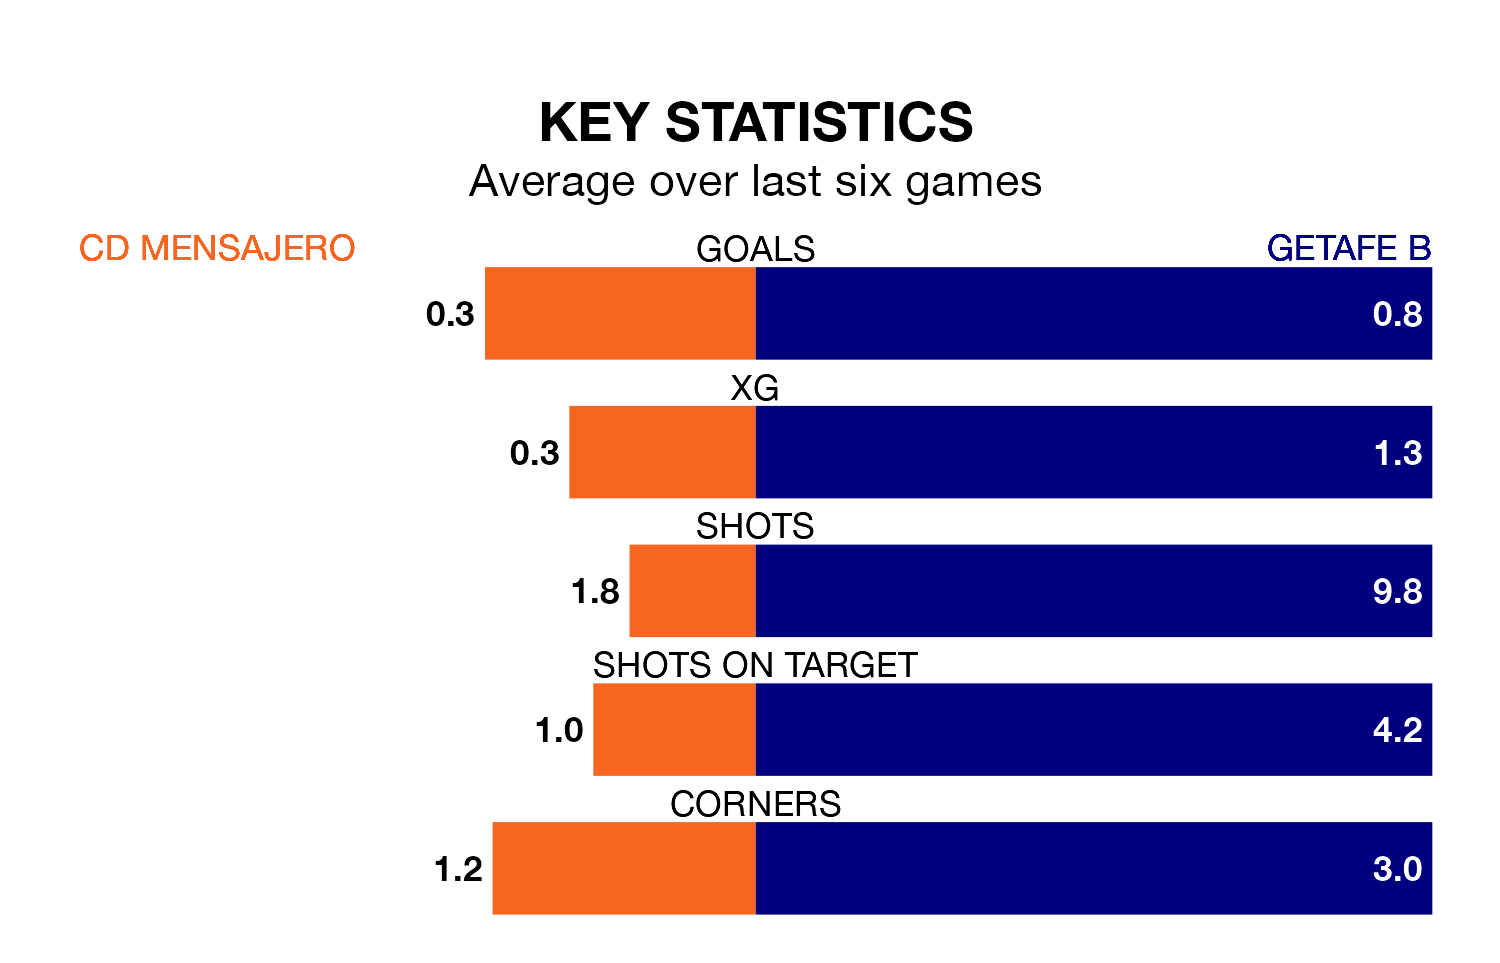 KEY STATISTICS
Average over last six games
CD MENSAJERO GOALS GETAFE B
0.3 0.8
XG
0.3 1.3
SHOTS
1.8 9.8
SHOTS ON TARGET
1.0 4.2
CORNERS
1.2 3.0